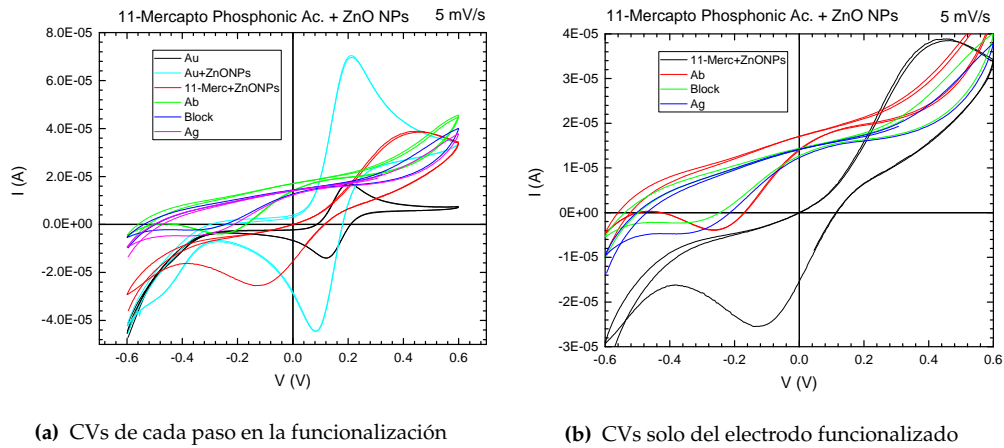 11-Mercapto Phosphonic Ac. + ZnO NPs 5 mV/s
8.0E-05
6.0E-05
4.0E-05
2.0E-05
0.0E+00
-2.0E-05
-4.0E-05
-6.0E-05
I (A)
Au
Au+ZnONPs
11-Merc+ZnONPs
Ab
Block
Ag
-0.6 -0.4 -0.2 0.0 0.2 0.4 0.6
V (V)
(a) CVs de cada paso en la funcionalización
11-Mercapto Phosphonic Ac. + ZnO NPs 5 mV/s
4E-05
3E-05
2E-05
1E-05
0E+00
-1E-05
-2E-05
-3E-05
I (A)
11-Merc+ZnONPs
Ab
Block
Ag
-0.6 -0.4 -0.2 0.0 0.2 0.4 0.6
V (V)
(b) CVs solo del electrodo funcionalizado